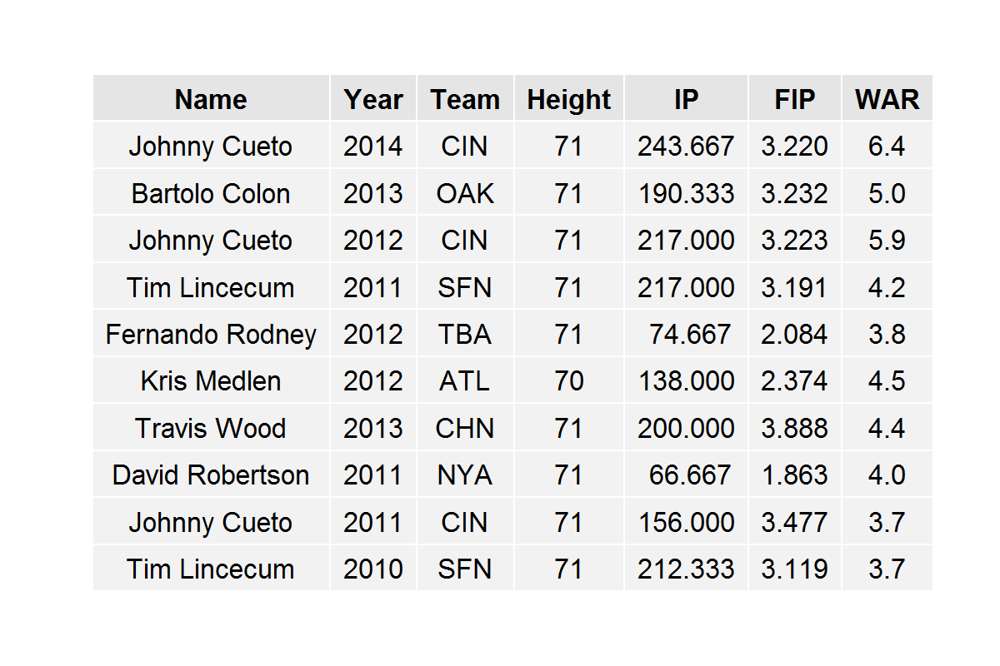 Name Year Team Height IP FIP WAR
Johnny Cueto 2014 CIN 71 243.667 3.220 6.4
Bartolo Colon 2013 OAK 71 190.333 3.232 5.0
Johnny Cueto 2012 CIN 71 217.000 3.223 5.9
Tim Lincecum 2011 SFN 71 217.000 3.191 4.2
Fernando Rodney 2012 TBA 71 74.667 2.084 3.8
Kris Medlen 2012 ATL 70 138.000 2.374 4.5
Travis Wood 2013 CHN 71 200.000 3.888 4.4
David Robertson 2011 NYA 71 66.667 1.863 4.0
Johnny Cueto 2011 CIN 71 156.000 3.477 3.7
Tim Lincecum 2010 SFN 71 212.333 3.119 3.7